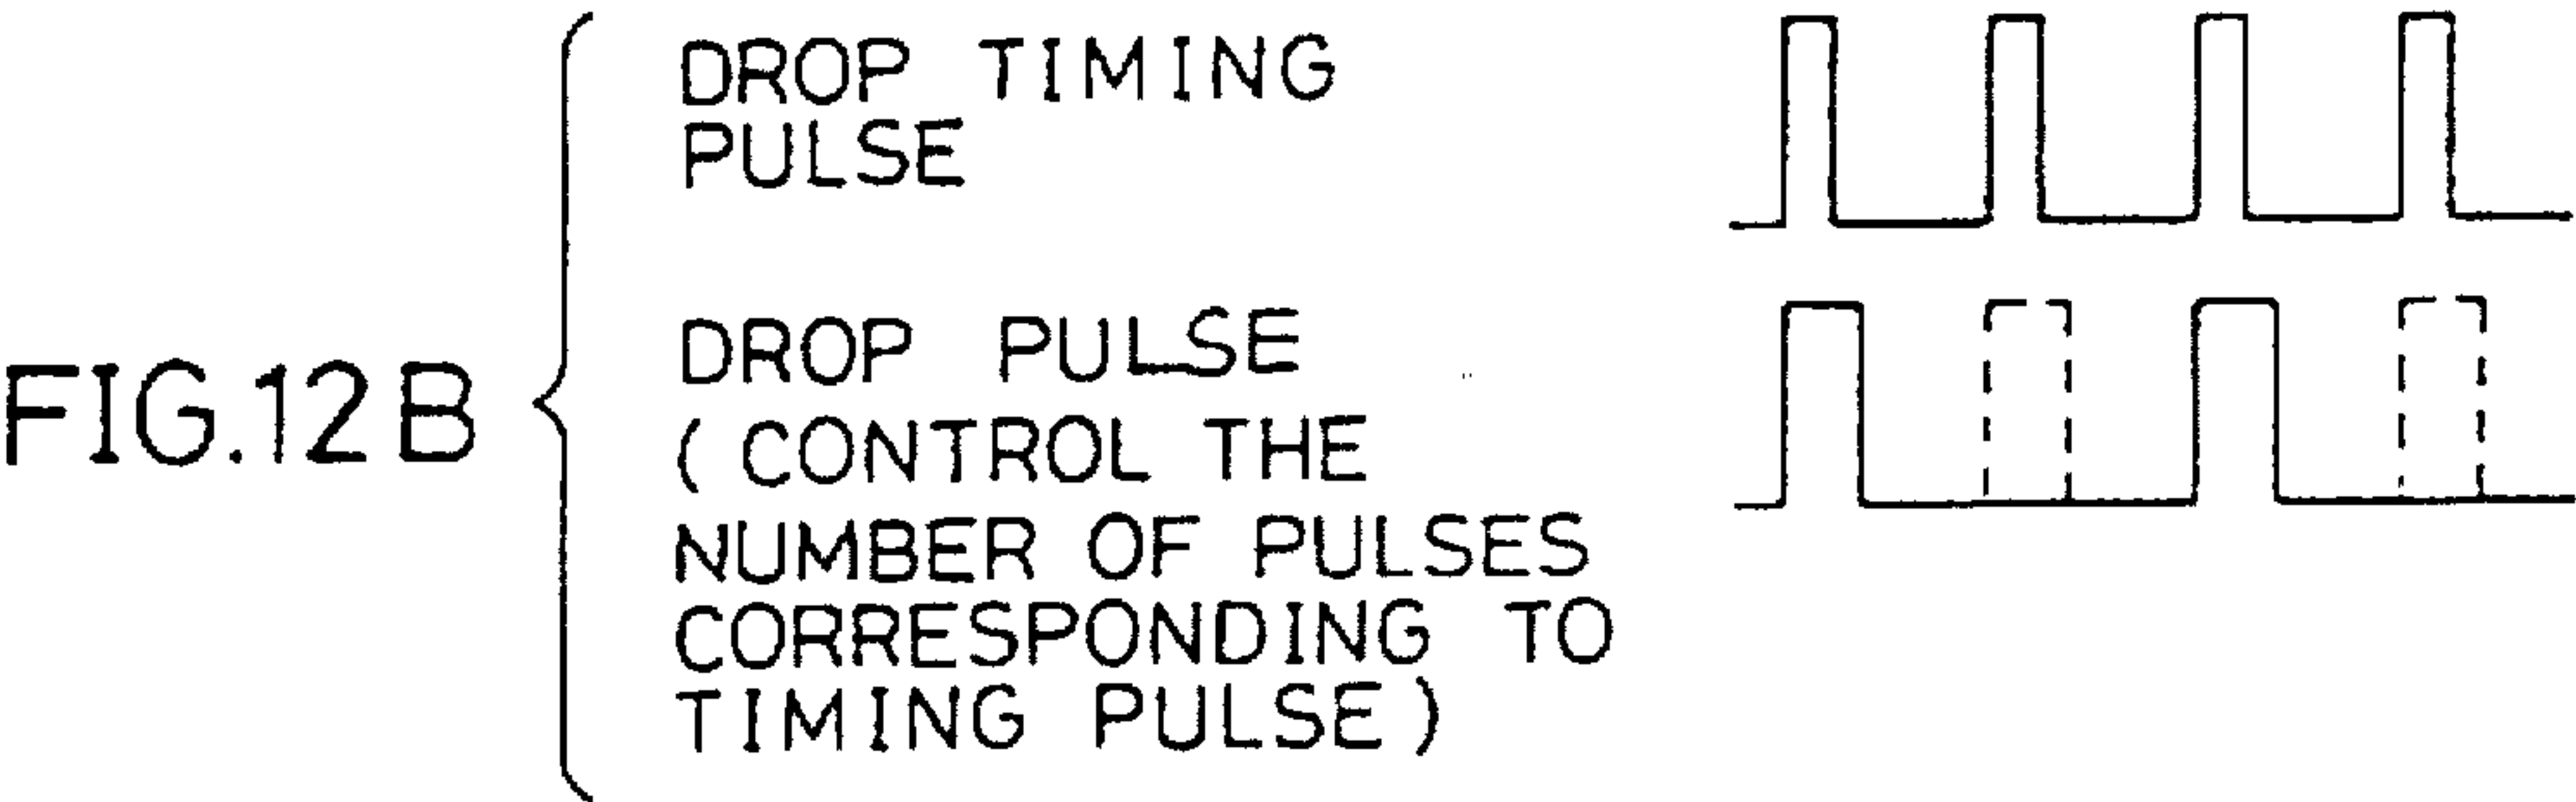 FIG.12B
DROP TIMING
PULSE
DROP PULSE
(CONTROL THE
NUMBER OF PULSES
CORRESPONDING TO
TIMING PULSE)